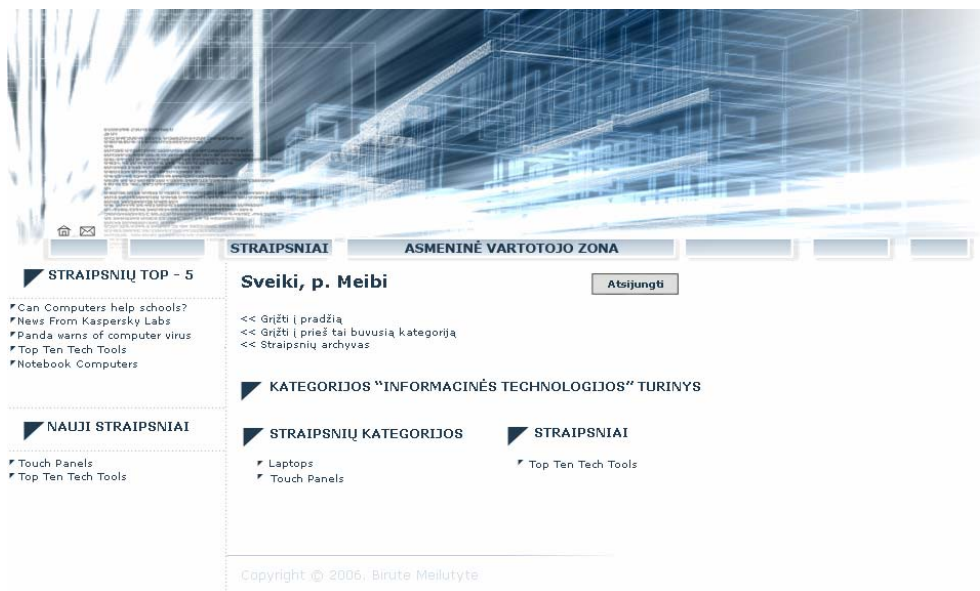 STRAIPSNIAI
ASMENINĖ VARTOTOJO ZONA
STRAIPSNIŲ TOP - 5
Can Computers help schools?
News From Kaspersky Labs
Panda warns of computer virus
Top Ten Tech Tools
Notebook Computers
NAUJI STRAIPSNIAI
Touch Panels
Top Ten Tech Tools
Sveiki, p. Meibi
Atsijungti
<< Grįžti į pradžią
<< Grįžti į prieš tai buvusią kategoriją
<< Straipsnių archyvas
KATEGORIJOS "INFORMACINĖS TECHNOLOGIJOS" TURINYS
STRAIPSNIŲ KATEGORIJOS
Laptops
Touch Panels
STRAIPSNIAI
Top Ten Tech Tools
Copyright © 2006, Birute Meilutyte